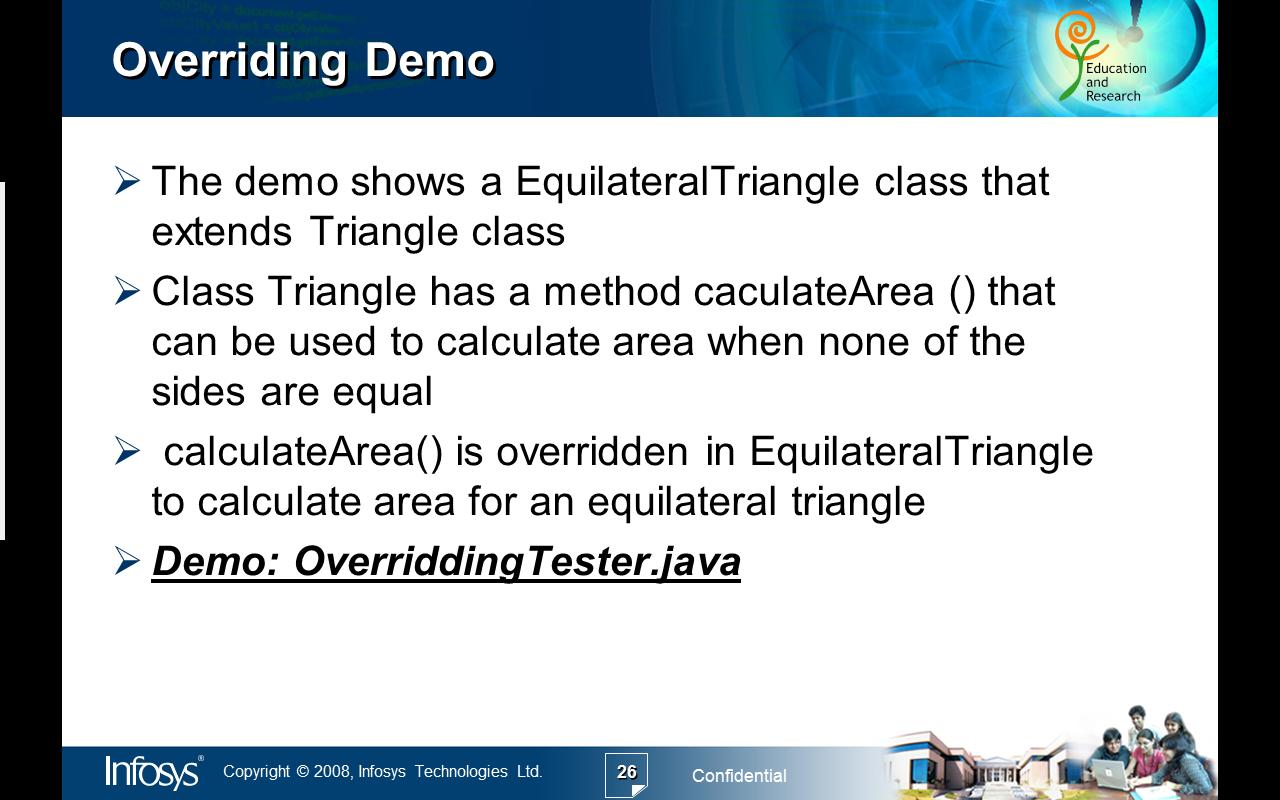 Overriding Demo
Education
and
Research
The demo shows a EquilateralTriangle class that
extends Triangle class
Class Triangle has a method caculateArea () that
can be used to calculate area when none of the
sides are equal
calculateArea() is overridden in EquilateralTriangle
to calculate area for an equilateral triangle
Demo: OverriddingTester.java
Infosys®
Copyright © 2008, Infosys Technologies Ltd.
26
Confidential